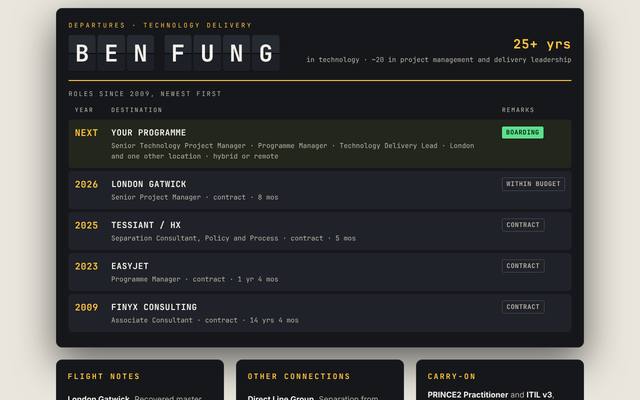 DEPARTURES · TECHNOLOGY DELIVERY
BEN FUNG
25+ yrs
in technology · ~20 in project management and delivery leadership
ROLES SINCE 2009, NEWEST FIRST
YEAR DESTINATION REMARKS
NEXT YOUR PROGRAMME BOARDING
Senior Technology Project Manager · Programme Manager · Technology Delivery Lead · London
and one other location · hybrid or remote
2026 LONDON GATWICK WITHIN BUDGET
Senior Project Manager · contract · 8 mos
2025 TESSIANT / HX CONTRACT
Separation Consultant, Policy and Process · contract · 5 mos
2023 EASYJET CONTRACT
Programme Manager · contract · 1 yr 4 mos
2009 FINYX CONSULTING CONTRACT
Associate Consultant · contract · 14 yrs 4 mos
FLIGHT NOTES OTHER CONNECTIONS CARRY-ON
London Gatwick. Recovered master
Direct Line Group. Separation from
PRINCE2 Practitioner and ITIL v3,